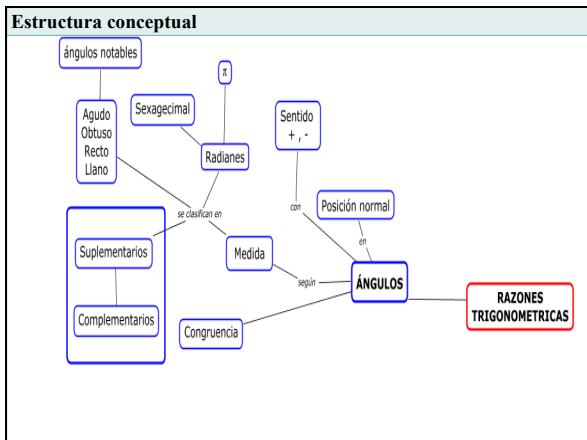 Estructura conceptual
ángulos notables
π
Sexagecimal
Sentido
+ , -
Agudo
Obtuso
Recto
Llano
Radianes
con
Posición normal
se clasifican en
en
Suplementarios
Medida
según
ÁNGULOS
RAZONES
TRIGONOMETRICAS
Complementarios
Congruencia